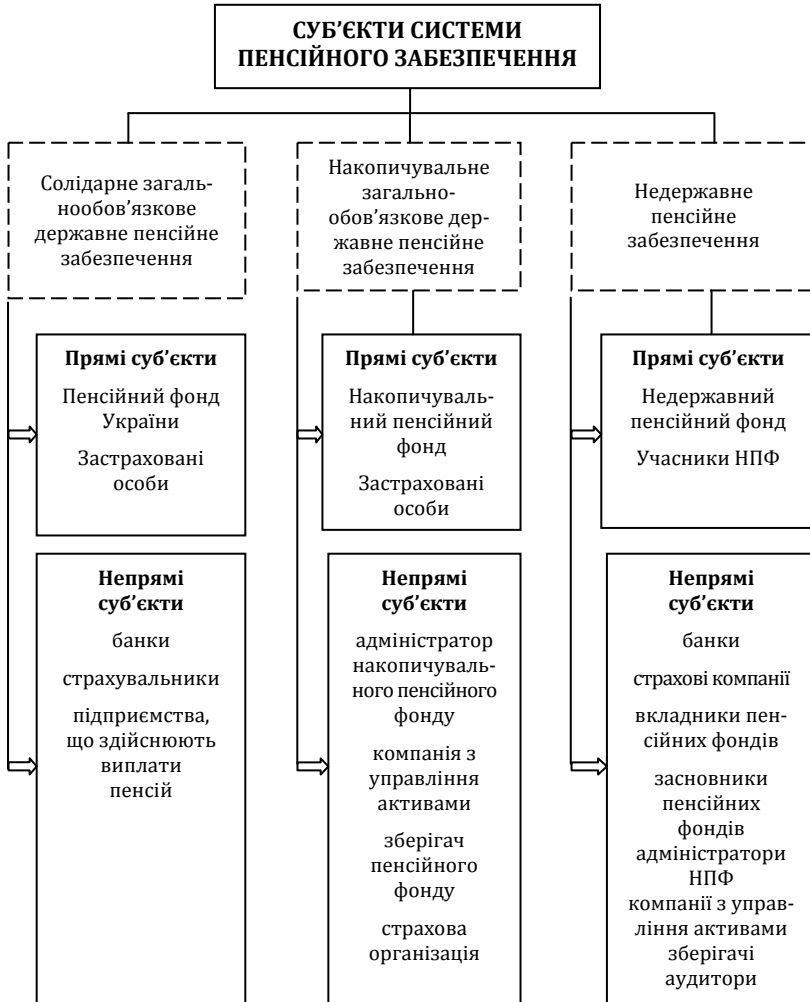 СУБ’ЄКТИ СИСТЕМИ
ПЕНСІЙНОГО ЗАБЕЗПЕЧЕННЯ
Солідарне загаль-
нообов’язкове
державне пенсійне
забезпечення
Накопичувальне
загально-
обов’язкове дер-
жавне пенсійне
забезпечення
Недержавне
пенсійне
забезпечення
Прямі суб’єкти
Пенсійний фонд
України
Застраховані
особи
Прямі суб’єкти
Накопичуваль-
ний пенсійний
фонд
Застраховані
особи
Прямі суб’єкти
Недержавний
пенсійний фонд
Учасники НПФ
Непрямі
суб’єкти
банки
страхувальники
підприємства,
що здійснюють
виплати
пенсій
Непрямі
суб’єкти
адміністратор
накопичуваль-
ного пенсійного
фонду
компанія з
управління
активами
зберігач
пенсійного
фонду
страхова
організація
Непрямі
суб’єкти
банки
страхові компанії
вкладники пен-
сійних фондів
засновники
пенсійних
фондів
адміністратори
НПФ
компанії з управ-
ління активами
зберігачі
аудитори